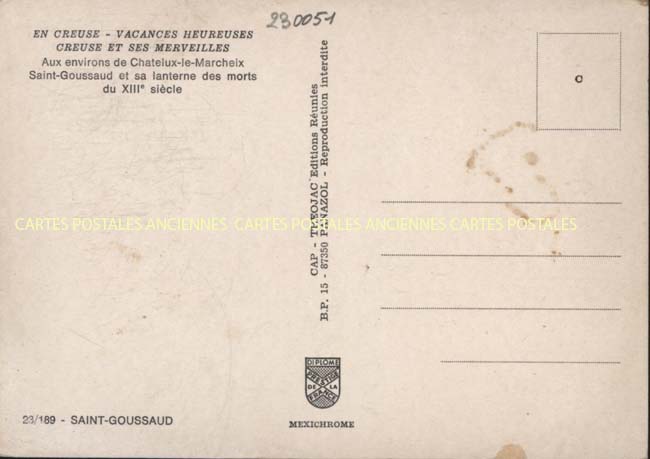 230051
EN CREUSE - VACANCES HEUREUSES
CREUSE ET SES MERVEILLES
Aux environs de Chatelux-le-Marcheix
Saint-Goussaud et sa lanterne des morts
du XIIIe siècle
C
CAP - THEOJAC Editions Réunies
B.P. 15 - 87350 PANAZOL - Reproduction interdite
CARTES POSTALES ANCIENNES CARTES POSTALES ANCIENNES CARTES POSTALES
DIPLOME
PRESTIGE
DE LA
FRANCE
MEXICHROME
23/189 - SAINT-GOUSSAUD